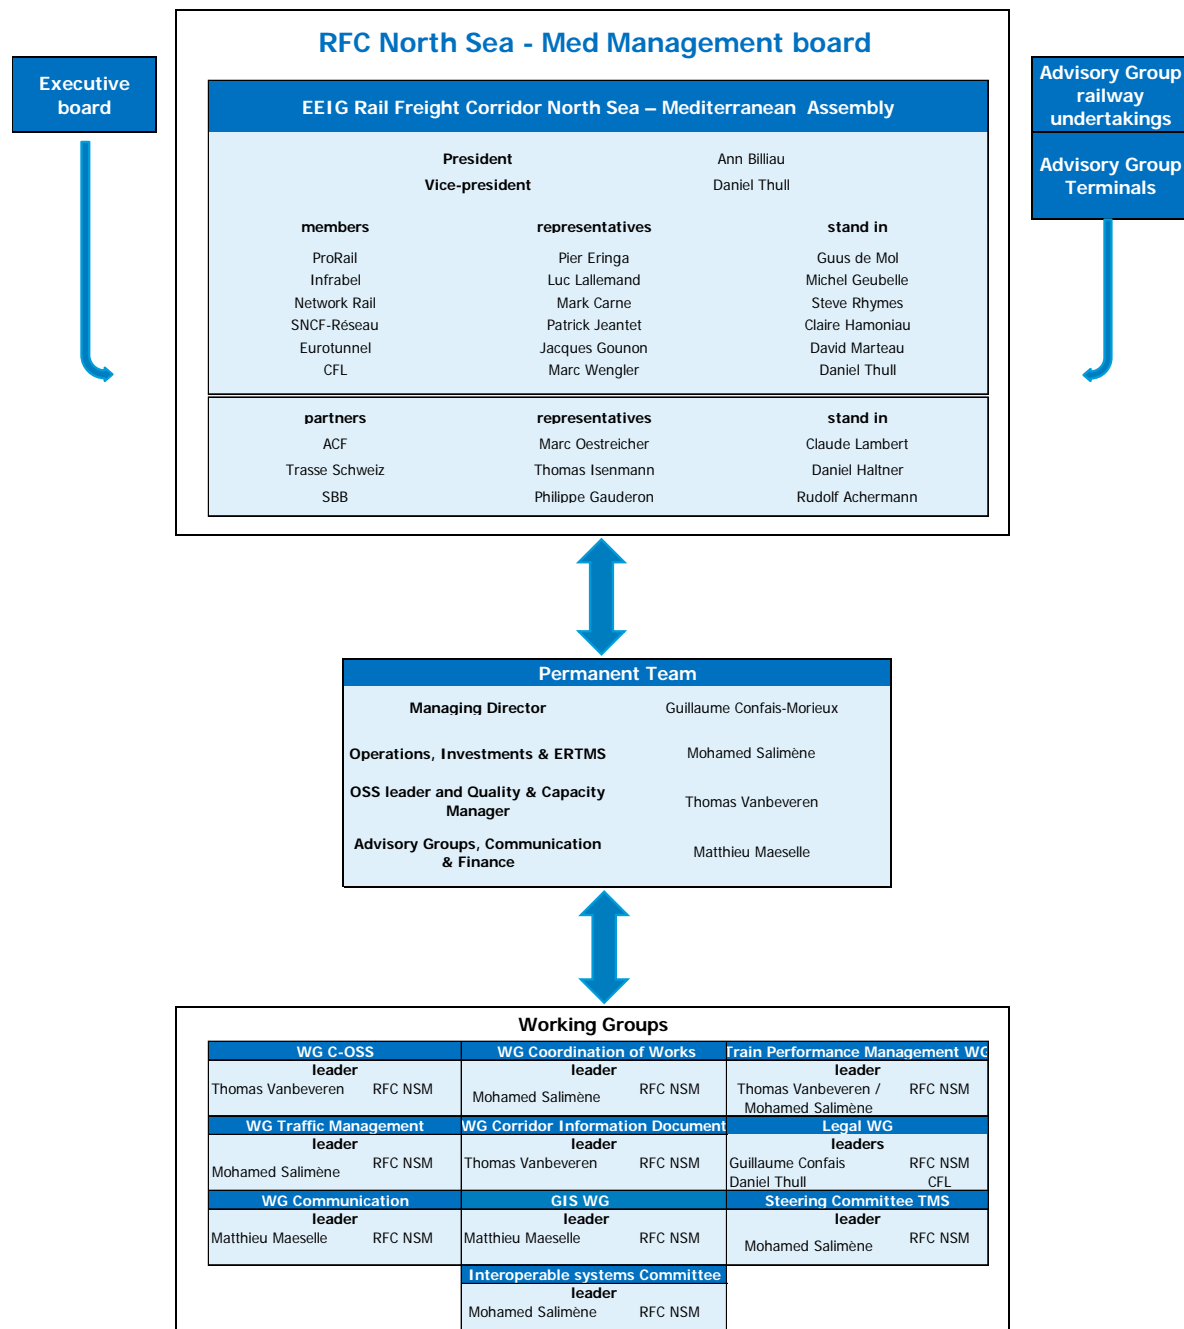 RFC North Sea - Med Management board
Executive
board
Advisory Group
railway
undertakings
Advisory Group
Terminals
EEIG Rail Freight Corridor North Sea – Mediterranean Assembly
President Ann Billiau
Vice-president Daniel Thull
members representatives stand in
ProRail Pier Eringa Guus de Mol
Infrabel Luc Lallemand Michel Geubelle
Network Rail Mark Carne Steve Rhymes
SNCF-Réseau Patrick Jeantet Claire Hamoniau
Eurotunnel Jacques Gounon David Marteau
CFL Marc Wengler Daniel Thull
partners representatives stand in
ACF Marc Oestreicher Claude Lambert
Trasse Schweiz Thomas Isenmann Daniel Haltner
SBB Philippe Gauderon Rudolf Achermann
Permanent Team
Managing Director Guillaume Confais-Morieux
Operations, Investments & ERTMS Mohamed Salimène
OSS leader and Quality & Capacity
Manager
Thomas Vanbeveren
Advisory Groups, Communication
& Finance
Matthieu Maeselle
Working Groups
WG C-OSS WG Coordination of Works Train Performance Management WG
leader leader leader
Thomas Vanbeveren RFC NSM Mohamed Salimène RFC NSM Thomas Vanbeveren / RFC NSM
Mohamed Salimène
WG Traffic Management WG Corridor Information Document Legal WG
leader leader leaders
Mohamed Salimène RFC NSM Thomas Vanbeveren RFC NSM Guillaume Confais RFC NSM
Daniel Thull CFL
WG Communication GIS WG Steering Committee TMS
leader leader leader
Matthieu Maeselle RFC NSM Matthieu Maeselle RFC NSM Mohamed Salimène RFC NSM
Interoperable systems Committee
leader
Mohamed Salimène RFC NSM